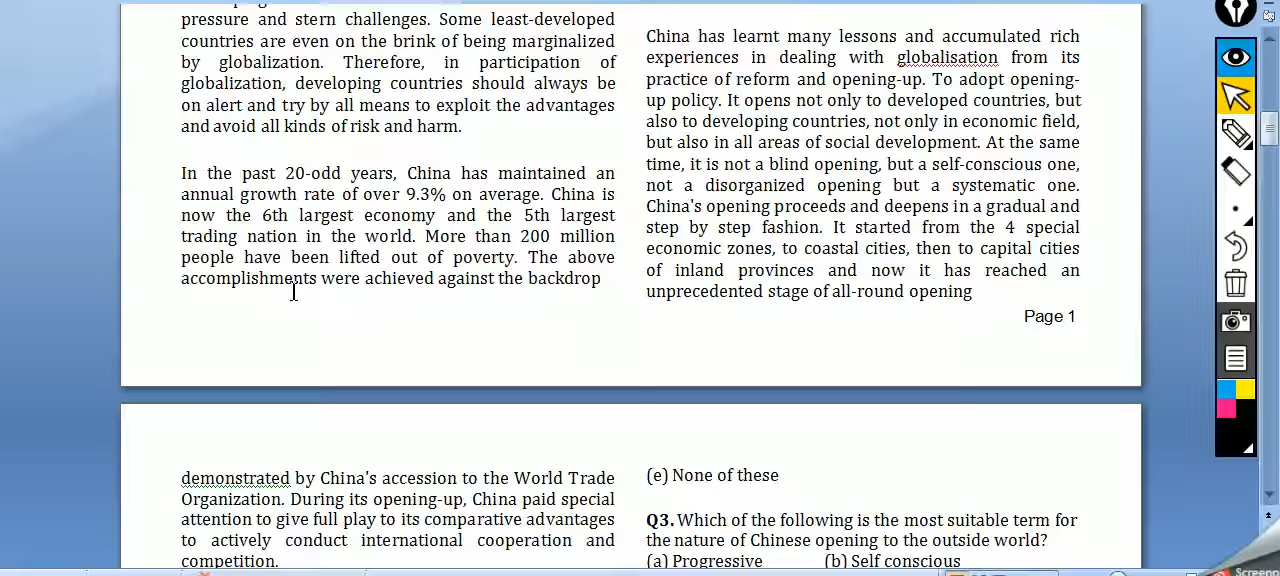 pressure and stern challenges. Some least-developed
countries are even on the brink of being marginalized
by globalization. Therefore, in participation of
globalization, developing countries should always be
on alert and try by all means to exploit the advantages
and avoid all kinds of risk and harm.
In the past 20-odd years, China has maintained an
annual growth rate of over 9.3% on average. China is
now the 6th largest economy and the 5th largest
trading nation in the world. More than 200 million
people have been lifted out of poverty. The above
accomplishments were achieved against the backdrop
China has learnt many lessons and accumulated rich
experiences in dealing with globalisation from its
practice of reform and opening-up. To adopt opening-
up policy. It opens not only to developed countries, but
also to developing countries, not only in economic field,
but also in all areas of social development. At the same
time, it is not a blind opening, but a self-conscious one,
not a disorganized opening but a systematic one.
China's opening proceeds and deepens in a gradual and
step by step fashion. It started from the 4 special
economic zones, to coastal cities, then to capital cities
of inland provinces and now it has reached an
unprecedented stage of all-round opening
Page 1
demonstrated by China's accession to the World Trade
Organization. During its opening-up, China paid special
attention to give full play to its comparative advantages
to actively conduct international cooperation and
competition.
(e) None of these
Q3. Which of the following is the most suitable term for
the nature of Chinese opening to the outside world?
(a) Progressive (b) Self conscious